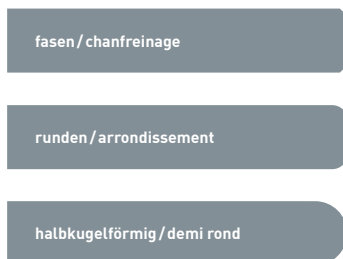 fasen / chanfreinage
runden / arrondissement
halbkugelförmig / demi rond